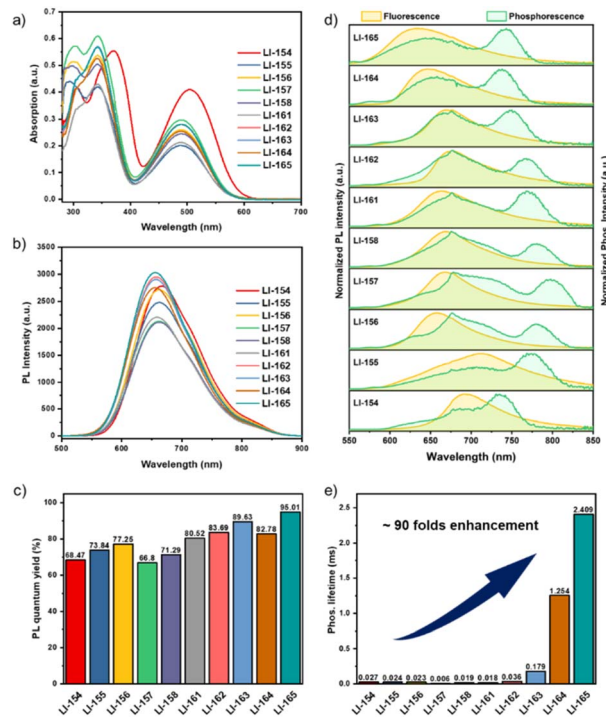 a)
Absorption (a.u.)
0.7
0.6
0.5
0.4
0.3
0.2
0.1
0.0
300
400
500
600
700
Wavelength (nm)
LI-154
LI-155
LI-156
LI-157
LI-158
LI-161
LI-162
LI-163
LI-164
LI-165
b)
PL Intensity (a.u.)
3500
3000
2500
2000
1500
1000
500
0
500
600
700
800
900
Wavelength (nm)
LI-154
LI-155
LI-156
LI-157
LI-158
LI-161
LI-162
LI-163
LI-164
LI-165
c)
PL quantum yield (%)
100
80
60
40
20
0
68.47
73.84
77.25
66.8
71.29
80.52
83.69
89.63
82.78
95.01
LI-154
LI-155
LI-156
LI-157
LI-158
LI-161
LI-162
LI-163
LI-164
LI-165
d)
Fluorescence
Phosphorescence
Normalized PL intensity (a.u.)
Normalized Phos. Intensity (a.u.)
LI-165
LI-164
LI-163
LI-162
LI-161
LI-158
LI-157
LI-156
LI-155
LI-154
550
600
650
700
750
800
850
Wavelength (nm)
e)
~ 90 folds enhancement
Phos. lifetime (ms)
2.5
2.0
1.5
1.0
0.5
0.0
0.027
0.024
0.023
0.006
0.019
0.018
0.036
0.179
1.254
2.409
LI-154
LI-155
LI-156
LI-157
LI-158
LI-161
LI-162
LI-163
LI-164
LI-165